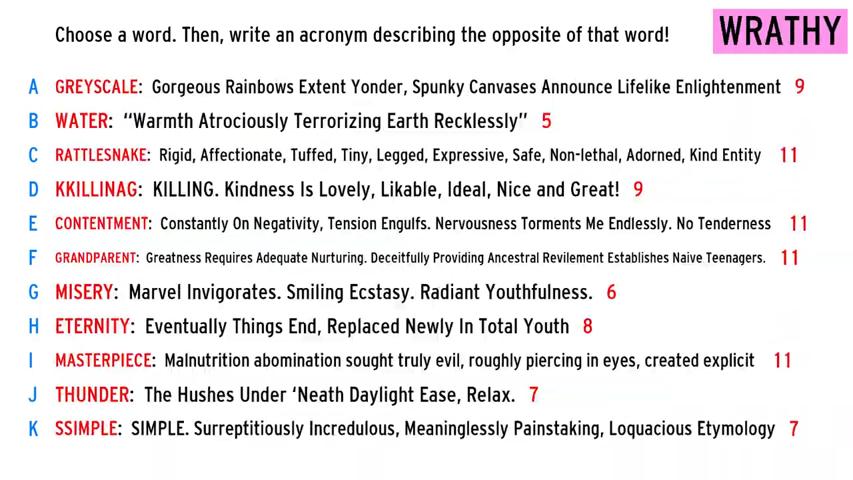 Choose a word. Then, write an acronym describing the opposite of that word! WRATHY
A GREYSCALE: Gorgeous Rainbows Extent Yonder, Spunky Canvases Announce Lifelike Enlightenment 9
B WATER: “Warmth Atrociously Terrorizing Earth Recklessly” 5
C RATTLESNAKE: Rigid, Affectionate, Tuffed, Tiny, Legged, Expressive, Safe, Non-lethal, Adorned, Kind Entity 11
D KKILLINAG: KILLING. Kindness Is Lovely, Likable, Ideal, Nice and Great! 9
E CONTENTMENT: Constantly On Negativity, Tension Engulfs. Nervousness Torments Me Endlessly. No Tenderness 11
F GRANDPARENT: Greatness Requires Adequate Nurturing. Deceitfully Providing Ancestral Revilement Establishes Naive Teenagers. 11
G MISERY: Marvel Invigorates. Smiling Ecstasy. Radiant Youthfulness. 6
H ETERNITY: Eventually Things End, Replaced Newly In Total Youth 8
I MASTERPIECE: Malnutrition abomination sought truly evil, roughly piercing in eyes, created explicit 11
J THUNDER: The Hushes Under ‘Neath Daylight Ease, Relax. 7
K SSIMPLE: SIMPLE. Surreptitiously Incredulous, Meaninglessly Painstaking, Loquacious Etymology 7